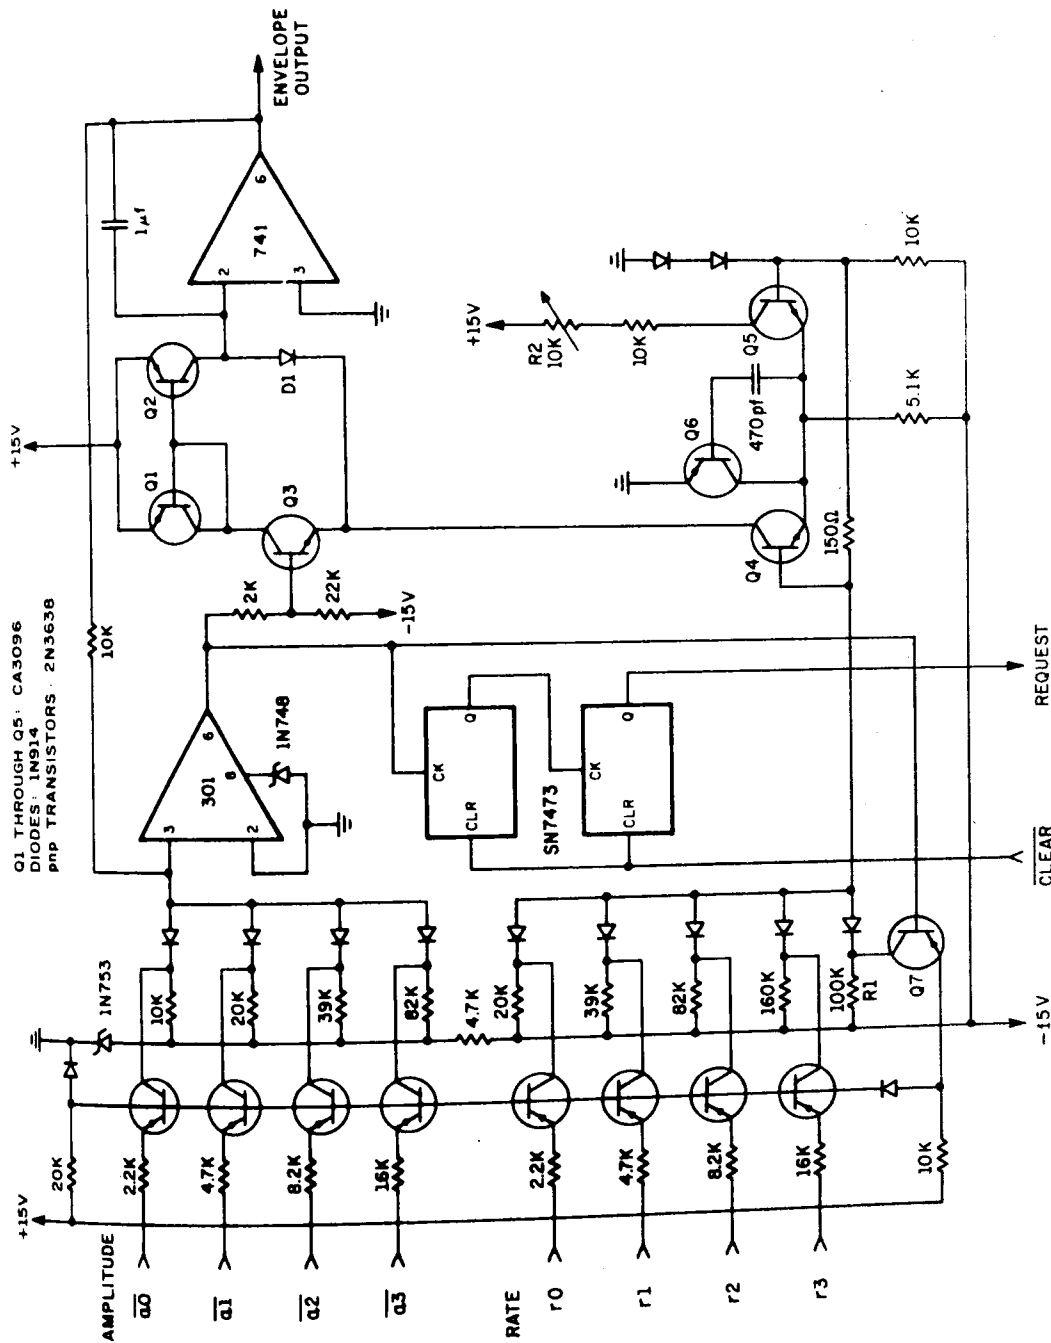 Q1 THROUGH Q5: CA3096
DIODES: 1N914
pnp TRANSISTORS: 2N3638
+15V
10K
1μf
ENVELOPE
OUTPUT
2
3
6
741
Q1
Q2
D1
Q3
2K
22K
-15V
3
2
6
8
301
1N748
CK
Q
CLR
SN7473
CK
Q
CLR
+15V
R2
10K
10K
Q5
Q6
470pf
Q4
150Ω
5.1K
10K
REQUEST
CLEAR
-15V
1N753
10K
20K
39K
82K
4.7K
20K
39K
82K
160K
100K
R1
Q7
+15V
20K
AMPLITUDE
a0
2.2K
a1
4.7K
a2
8.2K
a3
16K
RATE
r0
2.2K
r1
4.7K
r2
8.2K
r3
16K
10K